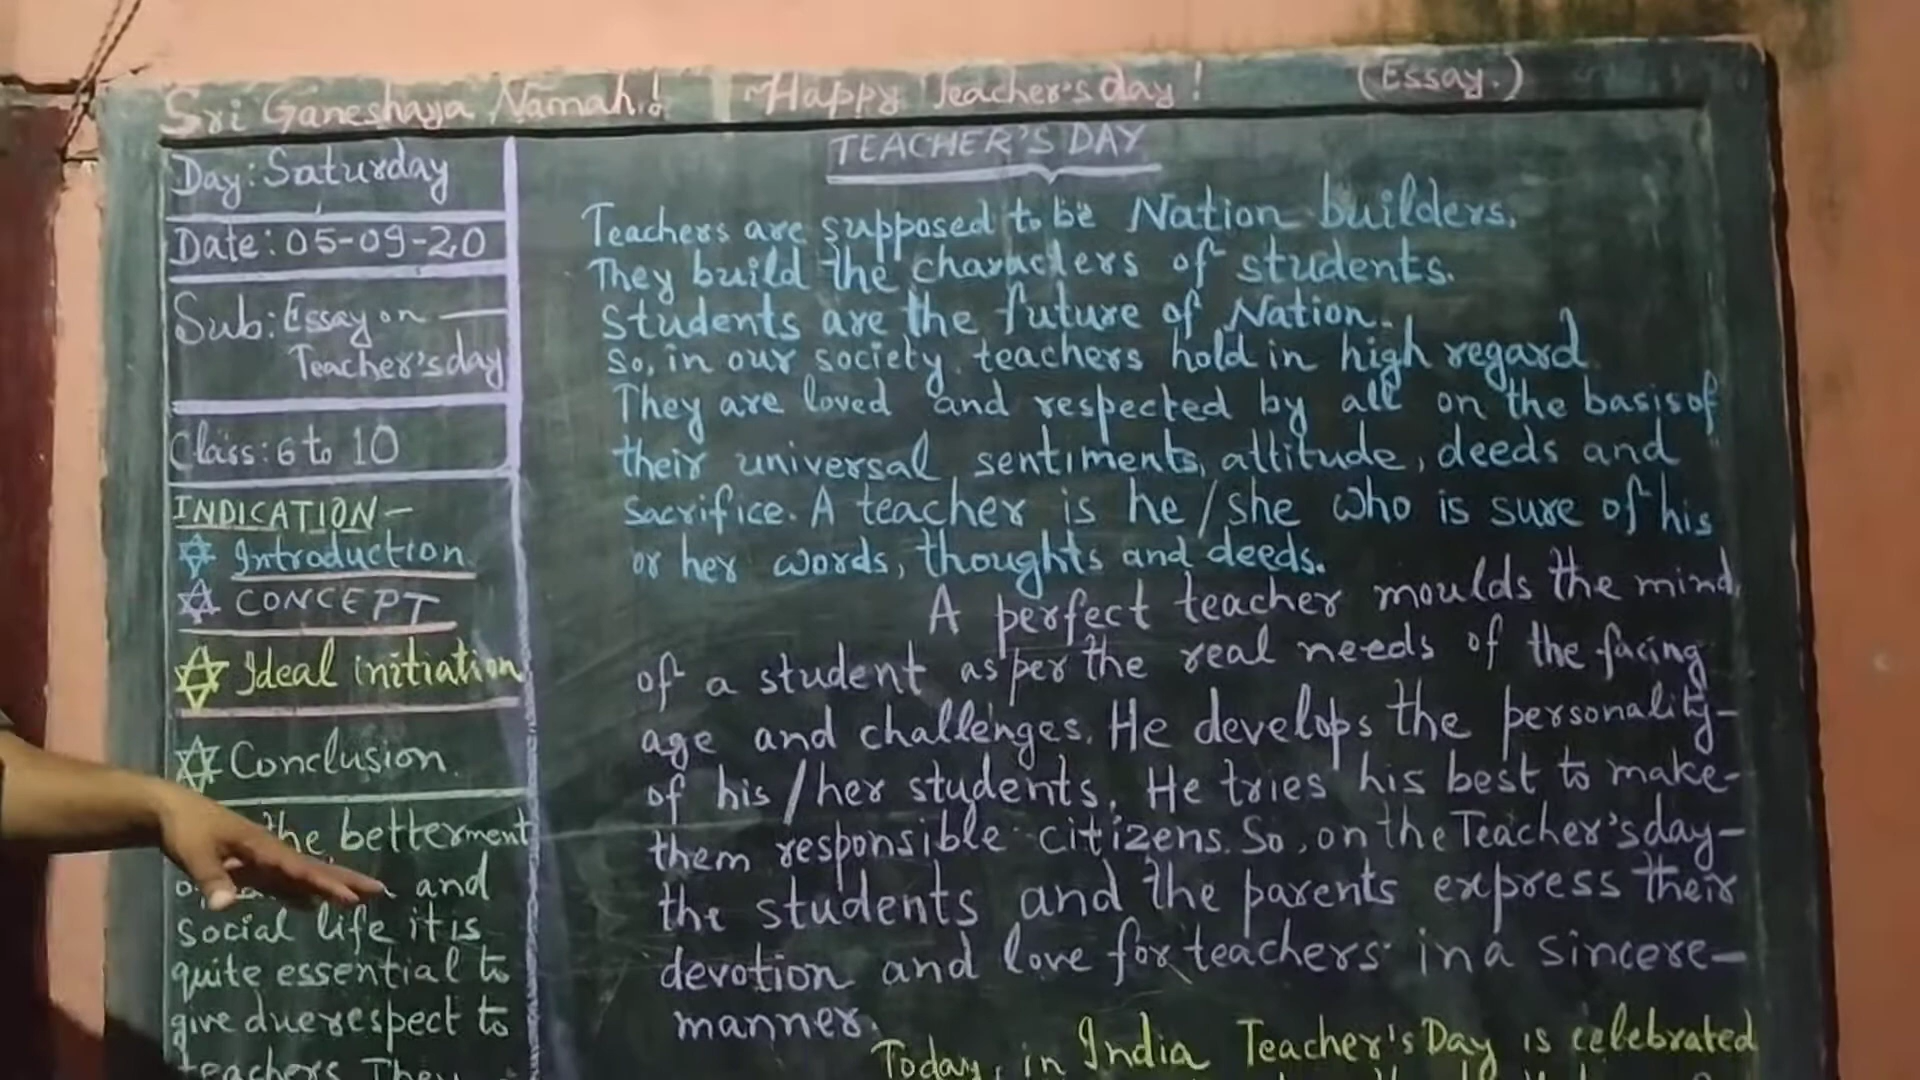 Sri Ganeshaya Namah! Happy Teacher's day! (Essay.)
Day: Saturday
Date: 05-09-20
Sub: Essay on —
Teacher's day
Class: 6 to 10
INDICATION -
Introduction
CONCEPT
Ideal initiation
Conclusion.
the betterment
and
social life it is
quite essential to
give due respect to
teachers They
TEACHER'S DAY
Teachers are supposed to be Nation builders.
They build the characters of students.
Students are the future of Nation.
So, in our society, teachers hold in high regard
They are loved and respected by all on the basis of
their universal sentiments, attitude, deeds and
sacrifice. A teacher is he/she who is sure of his
or her words, thoughts and deeds.
A perfect teacher moulds the mind,
of a student as per the real needs of the facing
age and challenges. He develops the personality-
of his/her students. He tries his best to make-
them responsible citizens. So, on the Teacher's day-
the students and the parents express their
devotion and love for teachers in a sincere-
manner.
Today, in India Teacher's Day is celebrated